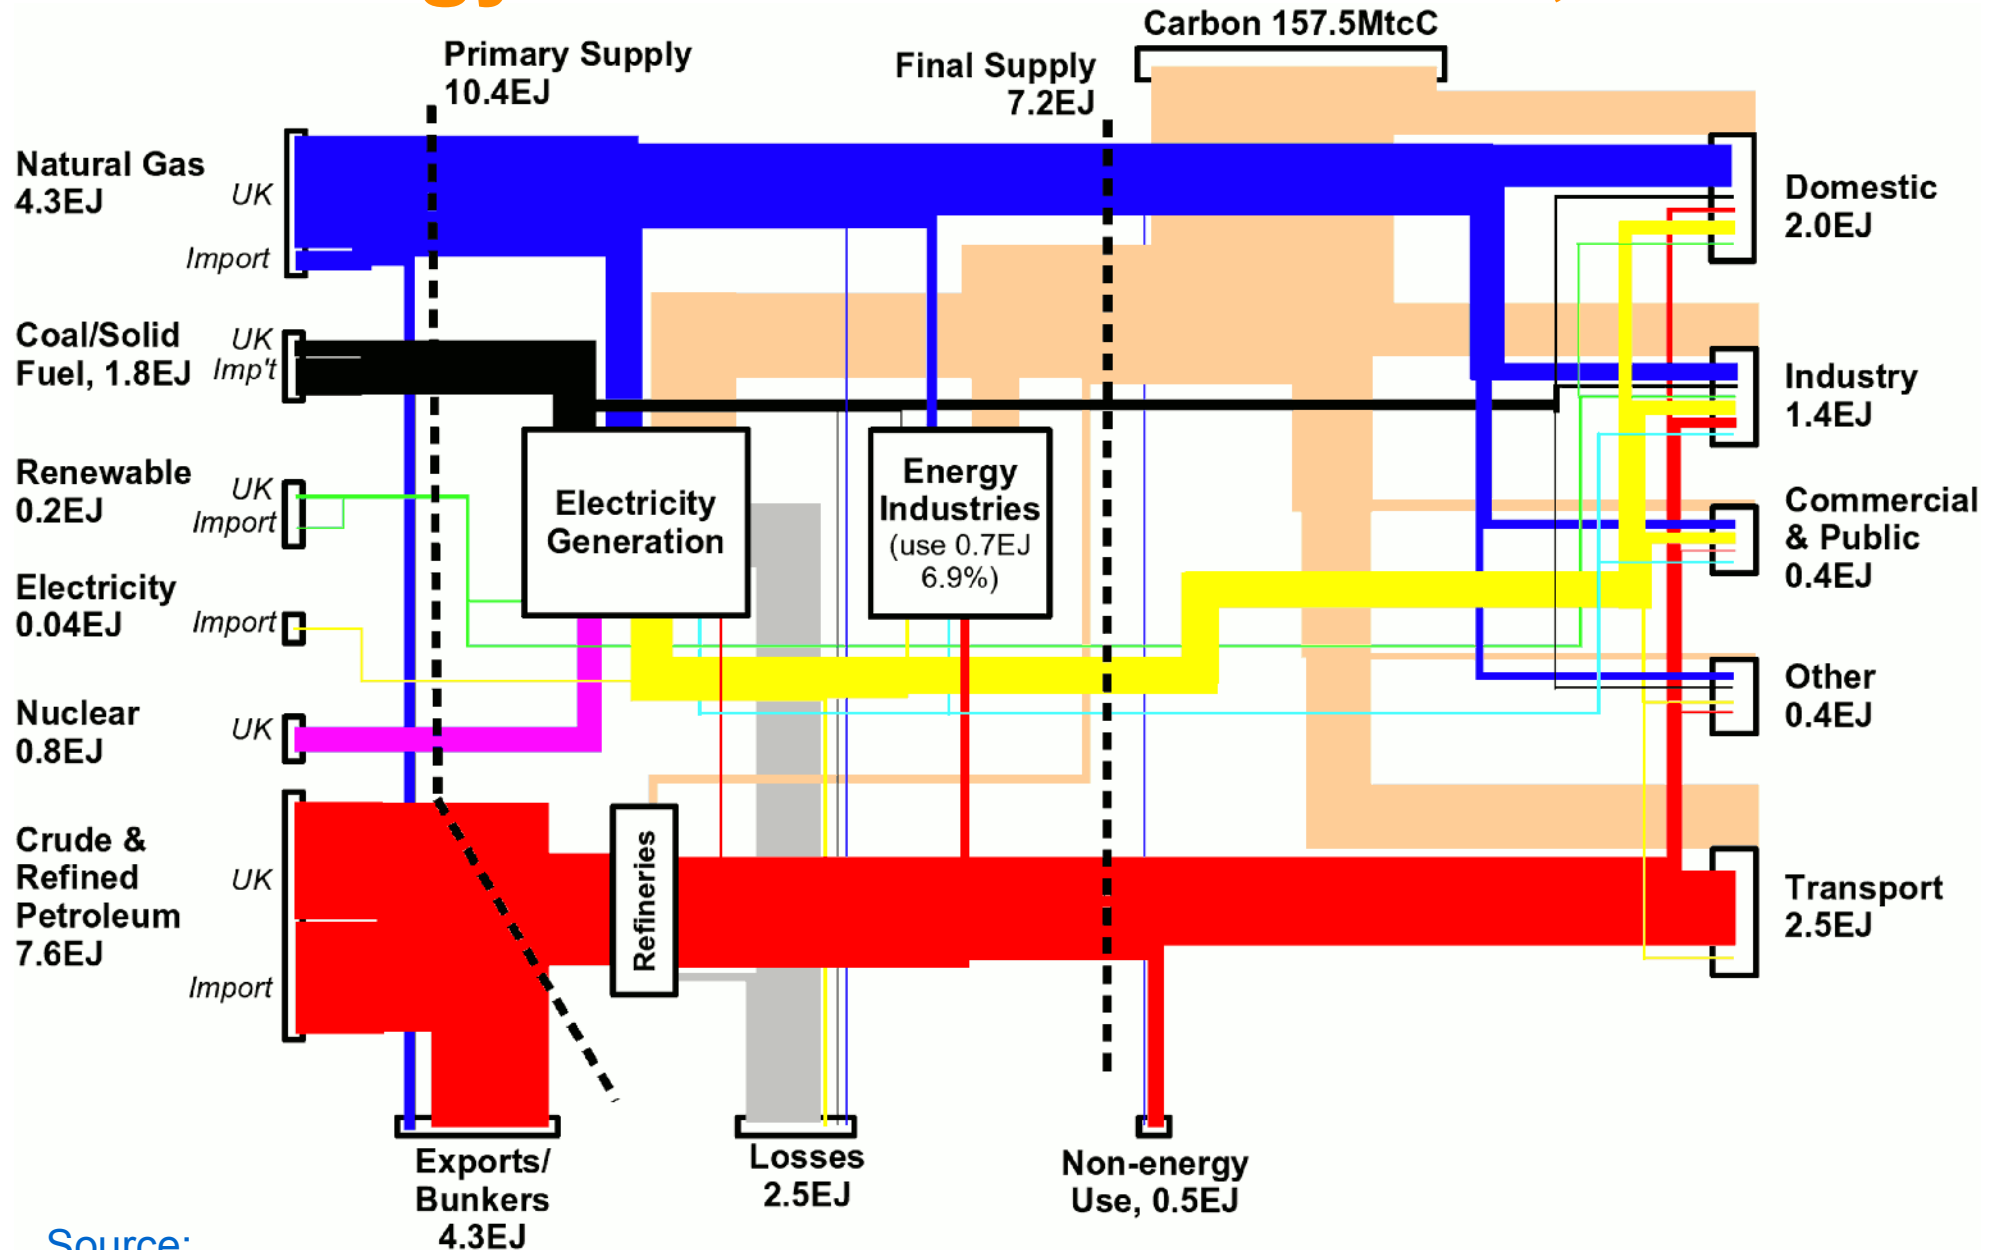 Carbon 157.5MtcC
Primary Supply
10.4EJ
Final Supply
7.2EJ
Natural Gas
4.3EJ
UK
Import
Coal/Solid
Fuel, 1.8EJ
UK
Imp't
Renewable
0.2EJ
UK
Import
Electricity
0.04EJ
Import
Nuclear
0.8EJ
UK
Crude &
Refined
Petroleum
7.6EJ
UK
Import
Electricity
Generation
Energy
Industries
(use 0.7EJ
6.9%)
Refineries
Domestic
2.0EJ
Industry
1.4EJ
Commercial
& Public
0.4EJ
Other
0.4EJ
Transport
2.5EJ
Exports/
Bunkers
4.3EJ
Losses
2.5EJ
Non-energy
Use, 0.5EJ
Source: